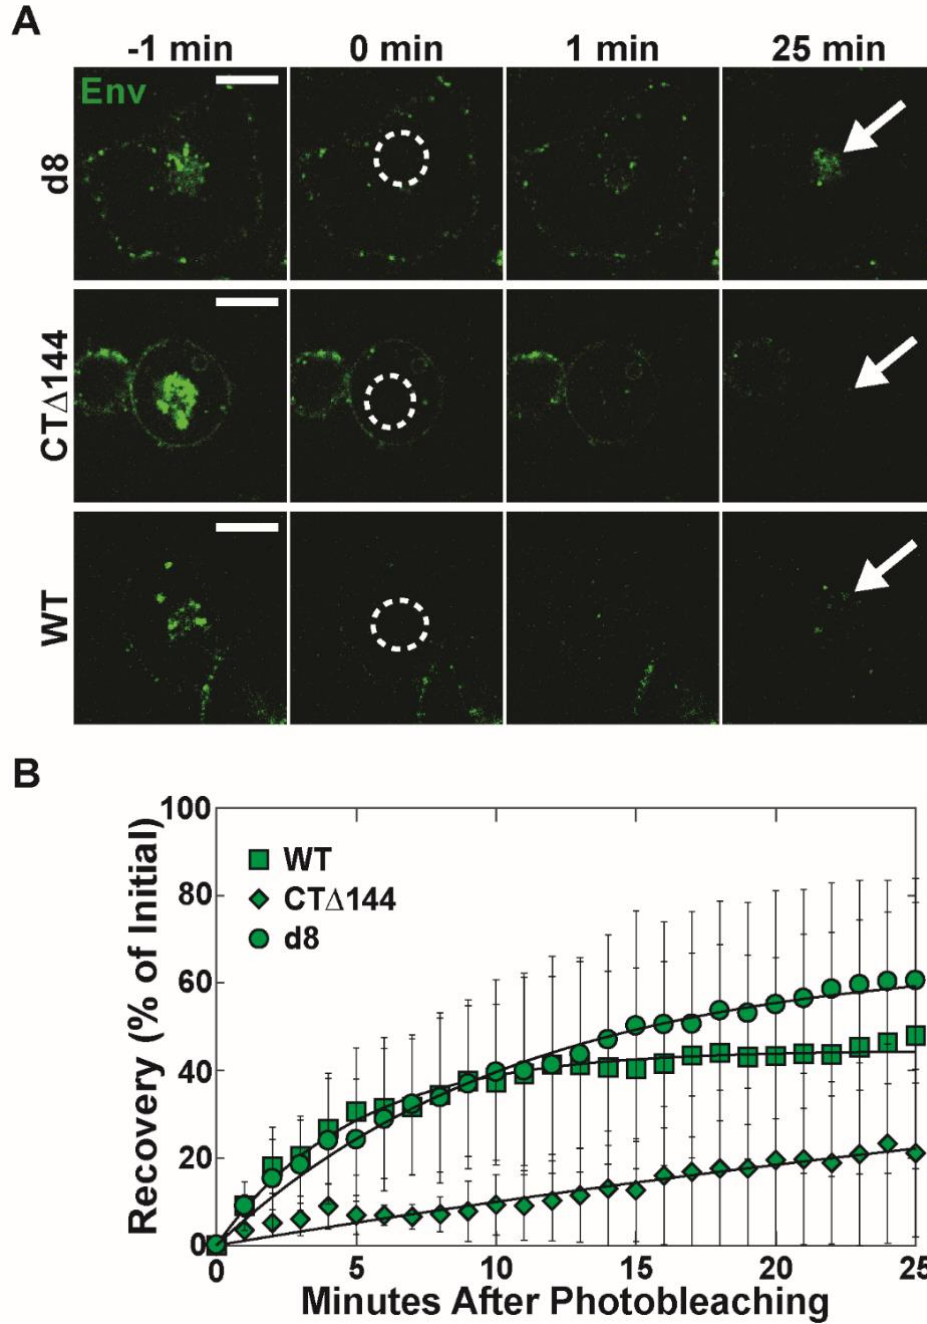 A
-1 min 0 min 1 min 25 min
Env
d8
CTΔ144
WT
B
Recovery (% of Initial)
100
80
60
40
20
0
WT
CTΔ144
d8
0 5 10 15 20 25
Minutes After Photobleaching